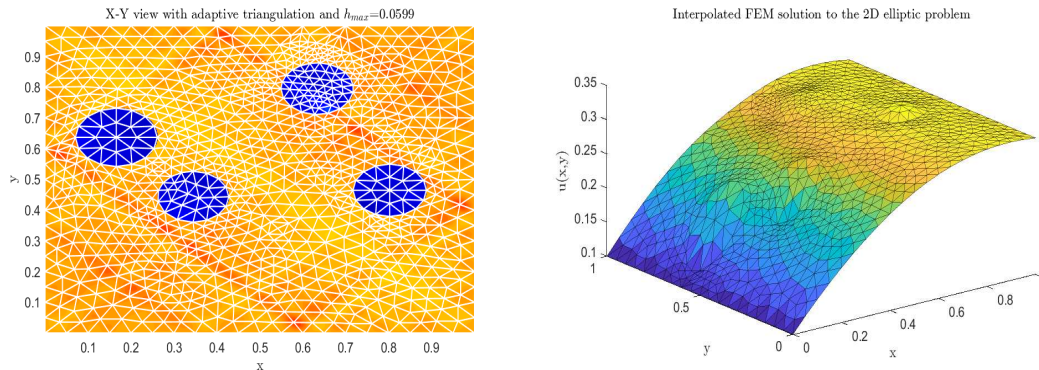 X-Y view with adaptive triangulation and h_max=0.0599
0.9
0.8
0.7
0.6
0.5
0.4
0.3
0.2
0.1
y
0.1 0.2 0.3 0.4 0.5 0.6 0.7 0.8 0.9
x
Interpolated FEM solution to the 2D elliptic problem
0.35
0.3
0.25
0.2
0.15
0.1
u(x,y)
1
0.5
0
y
0
0.2
0.4
0.6
0.8
x